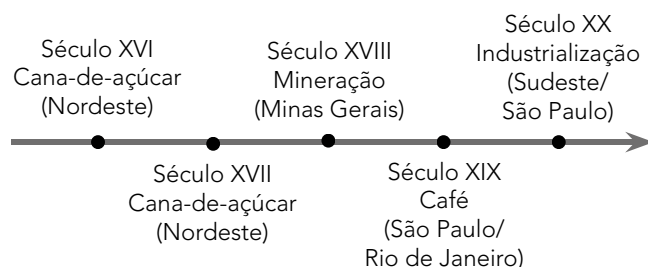 Século XVI
Cana-de-açúcar
(Nordeste)
Século XVII
Cana-de-açúcar
(Nordeste)
Século XVIII
Mineração
(Minas Gerais)
Século XIX
Café
(São Paulo/
Rio de Janeiro)
Século XX
Industrialização
(Sudeste/
São Paulo)